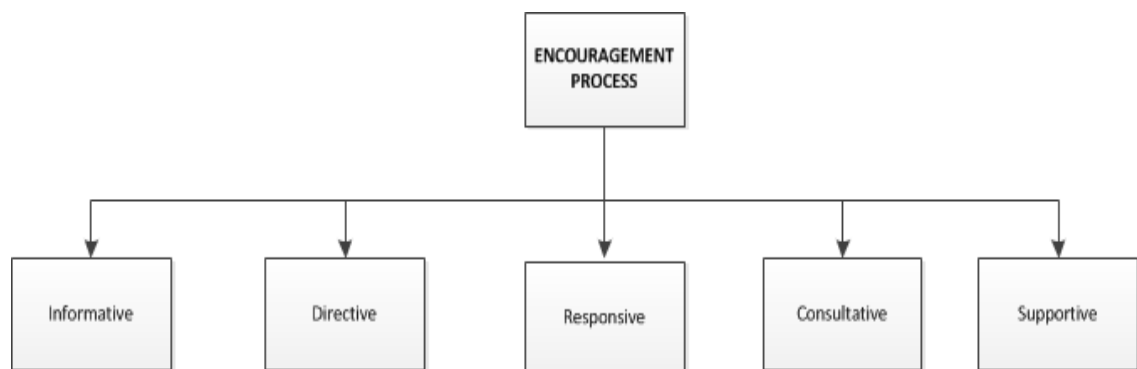 ENCOURAGEMENT
PROCESS
Informative
Directive
Responsive
Consultative
Supportive